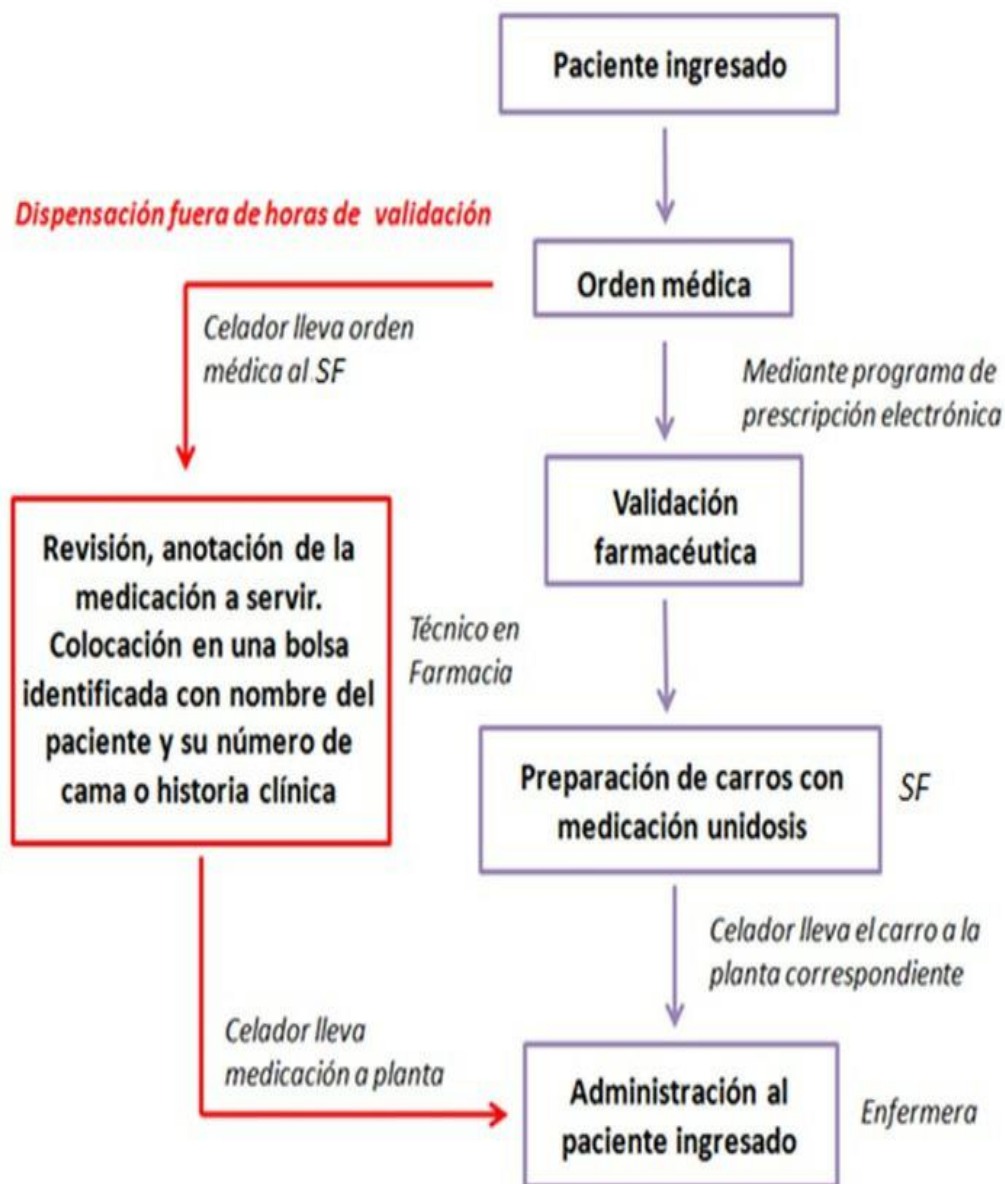 Paciente ingresado
Dispensación fuera de horas de validación
Orden médica
Celador lleva orden
médica al SF
Mediante programa de
prescripción electrónica
Validación
farmacéutica
Revisión, anotación de la
medicación a servir.
Colocación en una bolsa
identificada con nombre del
paciente y su número de
cama o historia clínica
Técnico en
Farmacia
Preparación de carros con
medicación unidosis
SF
Celador lleva el carro a la
planta correspondiente
Celador lleva
medicación a planta
Administración al
paciente ingresado
Enfermera